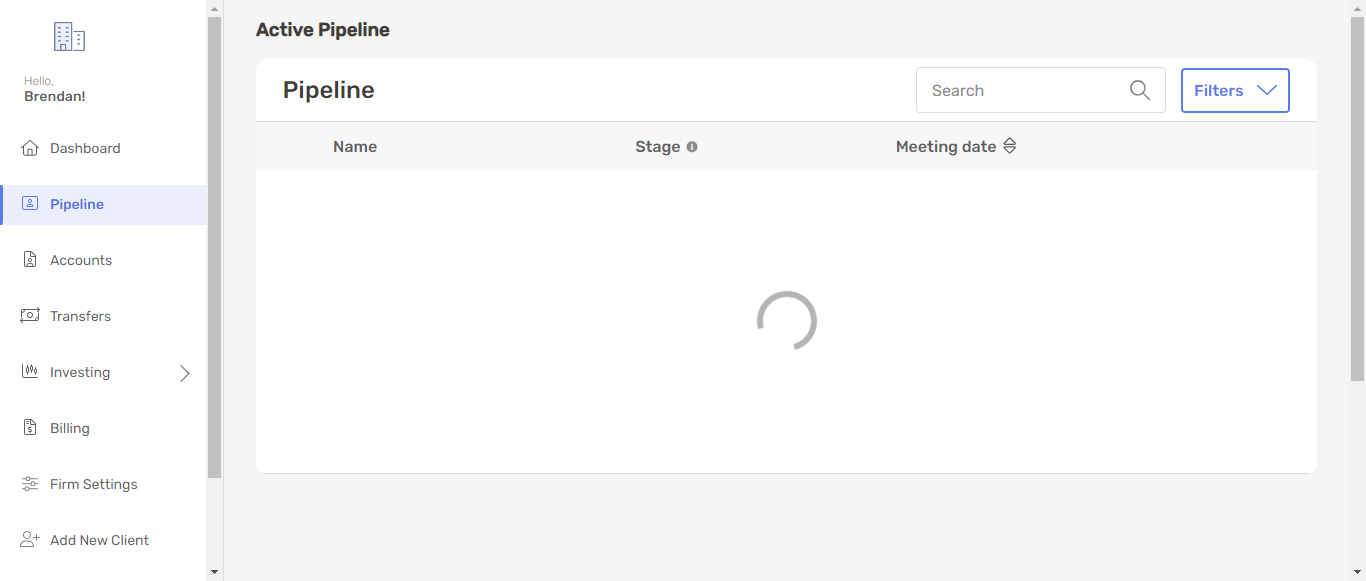 Hello,
Brendan!
Dashboard
Pipeline
Accounts
Transfers
Investing
Billing
Firm Settings
Add New Client
Active Pipeline
Pipeline
Search
Filters
Name
Stage
Meeting date